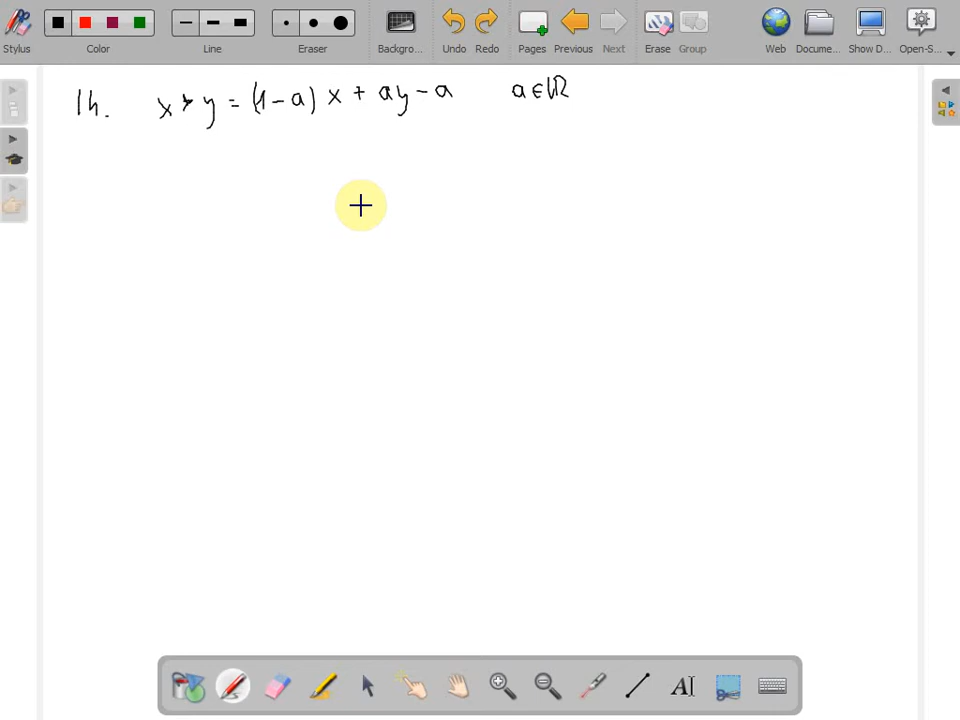 Stylus
Color
Line
Eraser
Backgro...
Undo
Redo
Pages
Previous
Next
Erase
Group
Web
Docume...
Show D...
Open-S...
14. x * y = (1-a) x + ay - a a∈ℝ
AI